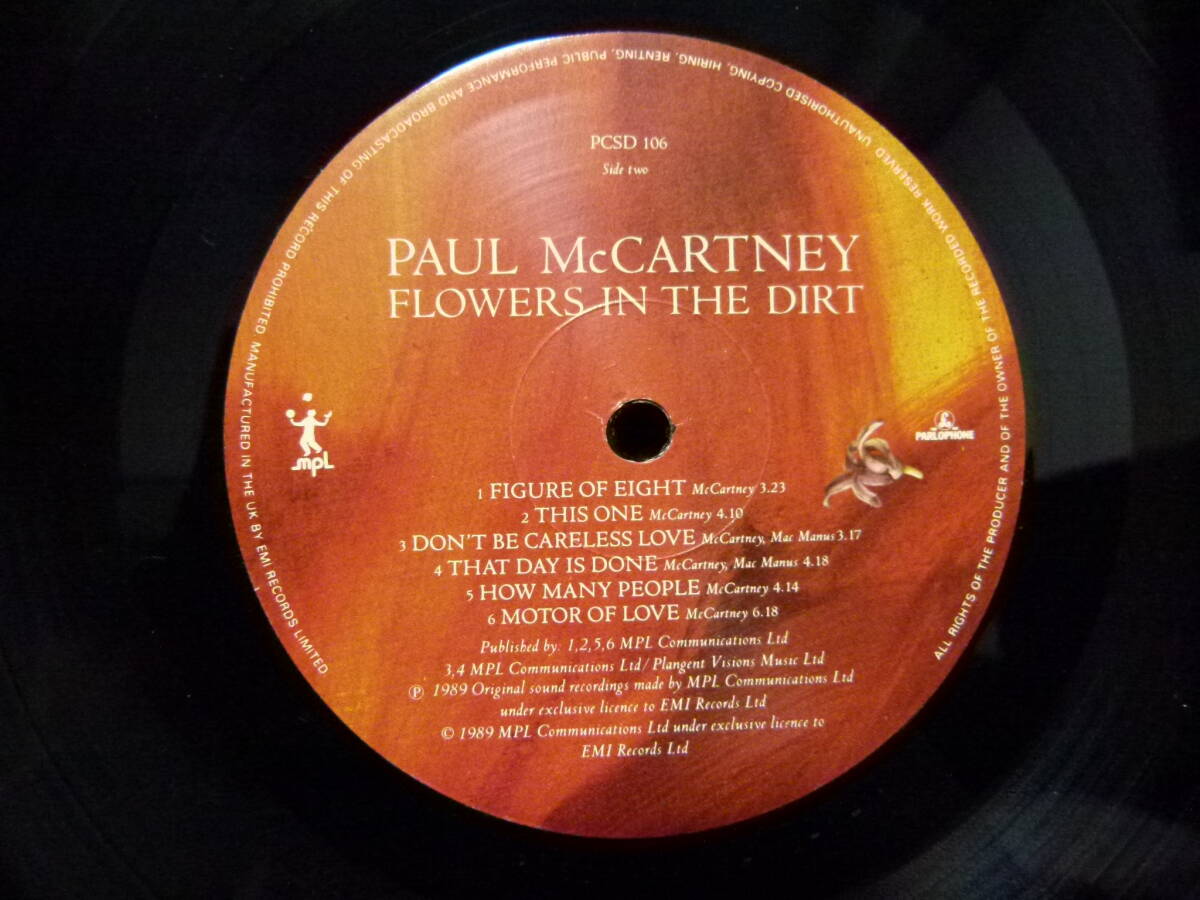 PCSD 106
Side two
PAUL McCARTNEY
FLOWERS IN THE DIRT
mpL
PARLOPHONE
1 FIGURE OF EIGHT McCartney 3.23
2 THIS ONE McCartney 4.10
3 DON'T BE CARELESS LOVE McCartney, Mac Manus 3.17
4 THAT DAY IS DONE McCartney, Mac Manus 4.18
5 HOW MANY PEOPLE McCartney 4.14
6 MOTOR OF LOVE McCartney 6.18
Published by: 1,2,5,6 MPL Communications Ltd
3,4 MPL Communications Ltd/Plangent Visions Music Ltd
℗ 1989 Original sound recordings made by MPL Communications Ltd
under exclusive licence to EMI Records Ltd
© 1989 MPL Communications Ltd under exclusive licence to
EMI Records Ltd
ALL RIGHTS OF THE PRODUCER AND OF THE OWNER OF THE RECORDED WORK RESERVED UNAUTHORISED COPYING, HIRING, RENTING, PUBLIC PERFORMANCE AND BROADCASTING OF THIS RECORD PROHIBITED MANUFACTURED IN THE UK BY EMI RECORDS LIMITED